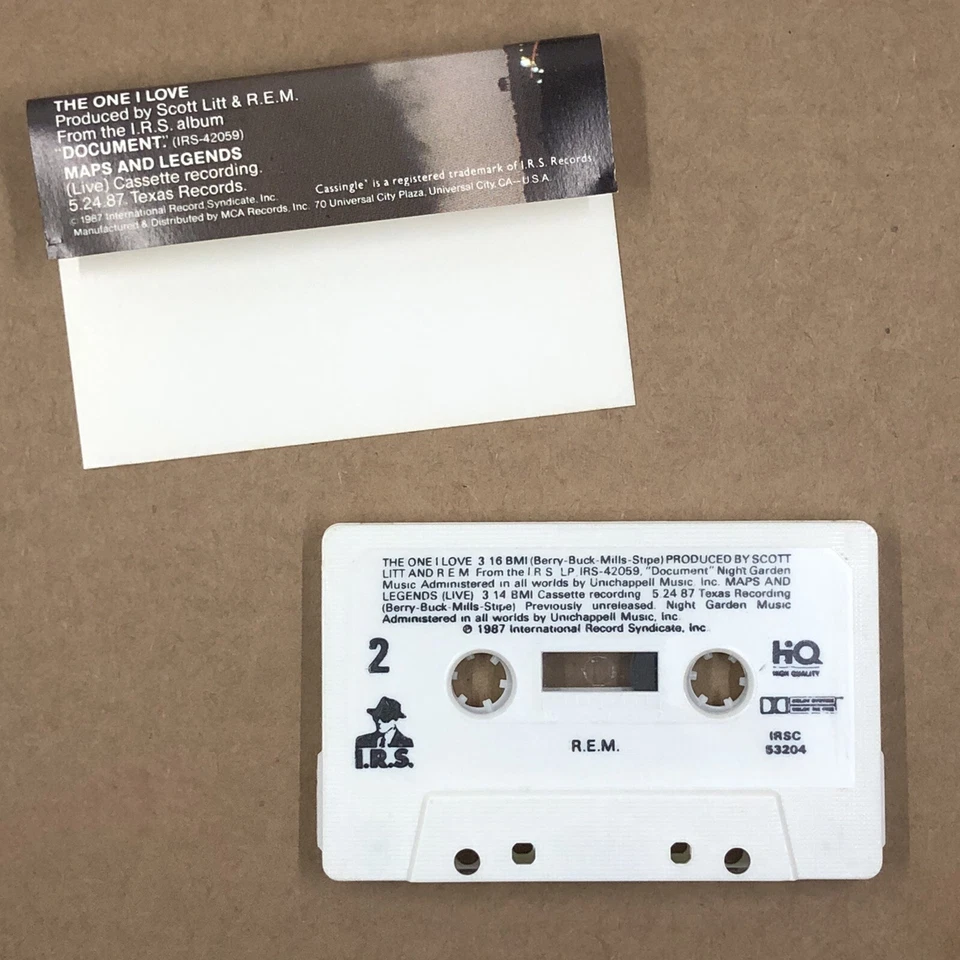 THE ONE I LOVE
Produced by Scott Litt & R.E.M.
From the I.R.S. album
"DOCUMENT." (IRS-42059)
MAPS AND LEGENDS
(Live) Cassette recording.
5.24.87. Texas Records.
© 1987 International Record Syndicate, Inc.
Manufactured & Distributed by MCA Records, Inc. 70 Universal City Plaza, Universal City, CA—U.S.A.
Cassingle® is a registered trademark of I.R.S. Records
THE ONE I LOVE 3 16 BMI (Berry-Buck-Mills-Stipe) PRODUCED BY SCOTT
LITT AND R E M From the I R S LP IRS-42059, "Document" Night Garden
Music Administered in all worlds by Unichappell Music, Inc. MAPS AND
LEGENDS (LIVE) 3 14 BMI Cassette recording 5 24 87 Texas Recording
(Berry-Buck-Mills-Stipe) Previously unreleased. Night Garden Music
Administered in all worlds by Unichappell Music, Inc
℗ 1987 International Record Syndicate, Inc.
2
HQ
HIGH QUALITY
I.R.S.
R.E.M.
IRSC
53204